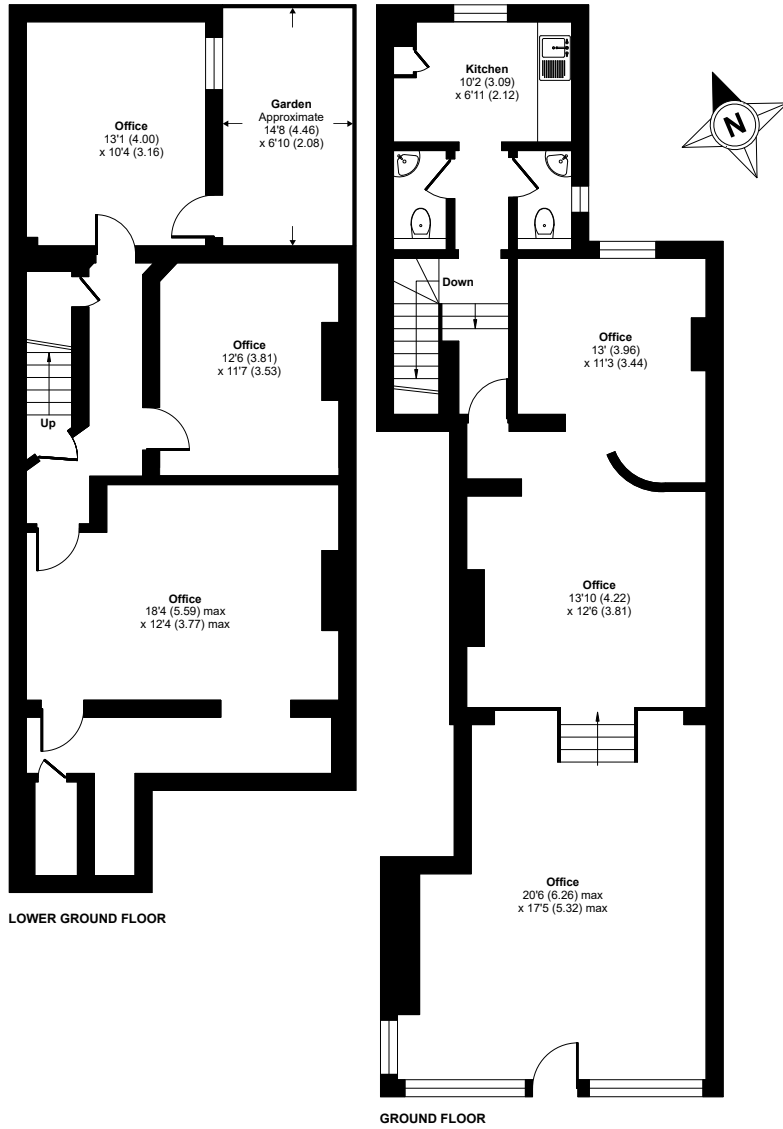 Office
13'1 (4.00)
x 10'4 (3.16)
Garden
Approximate
14'8 (4.46)
x 6'10 (2.08)
Office
12'6 (3.81)
x 11'7 (3.53)
Up
Office
18'4 (5.59) max
x 12'4 (3.77) max
LOWER GROUND FLOOR
Kitchen
10'2 (3.09)
x 6'11 (2.12)
N
Down
Office
13' (3.96)
x 11'3 (3.44)
Office
13'10 (4.22)
x 12'6 (3.81)
Office
20'6 (6.26) max
x 17'5 (5.32) max
GROUND FLOOR